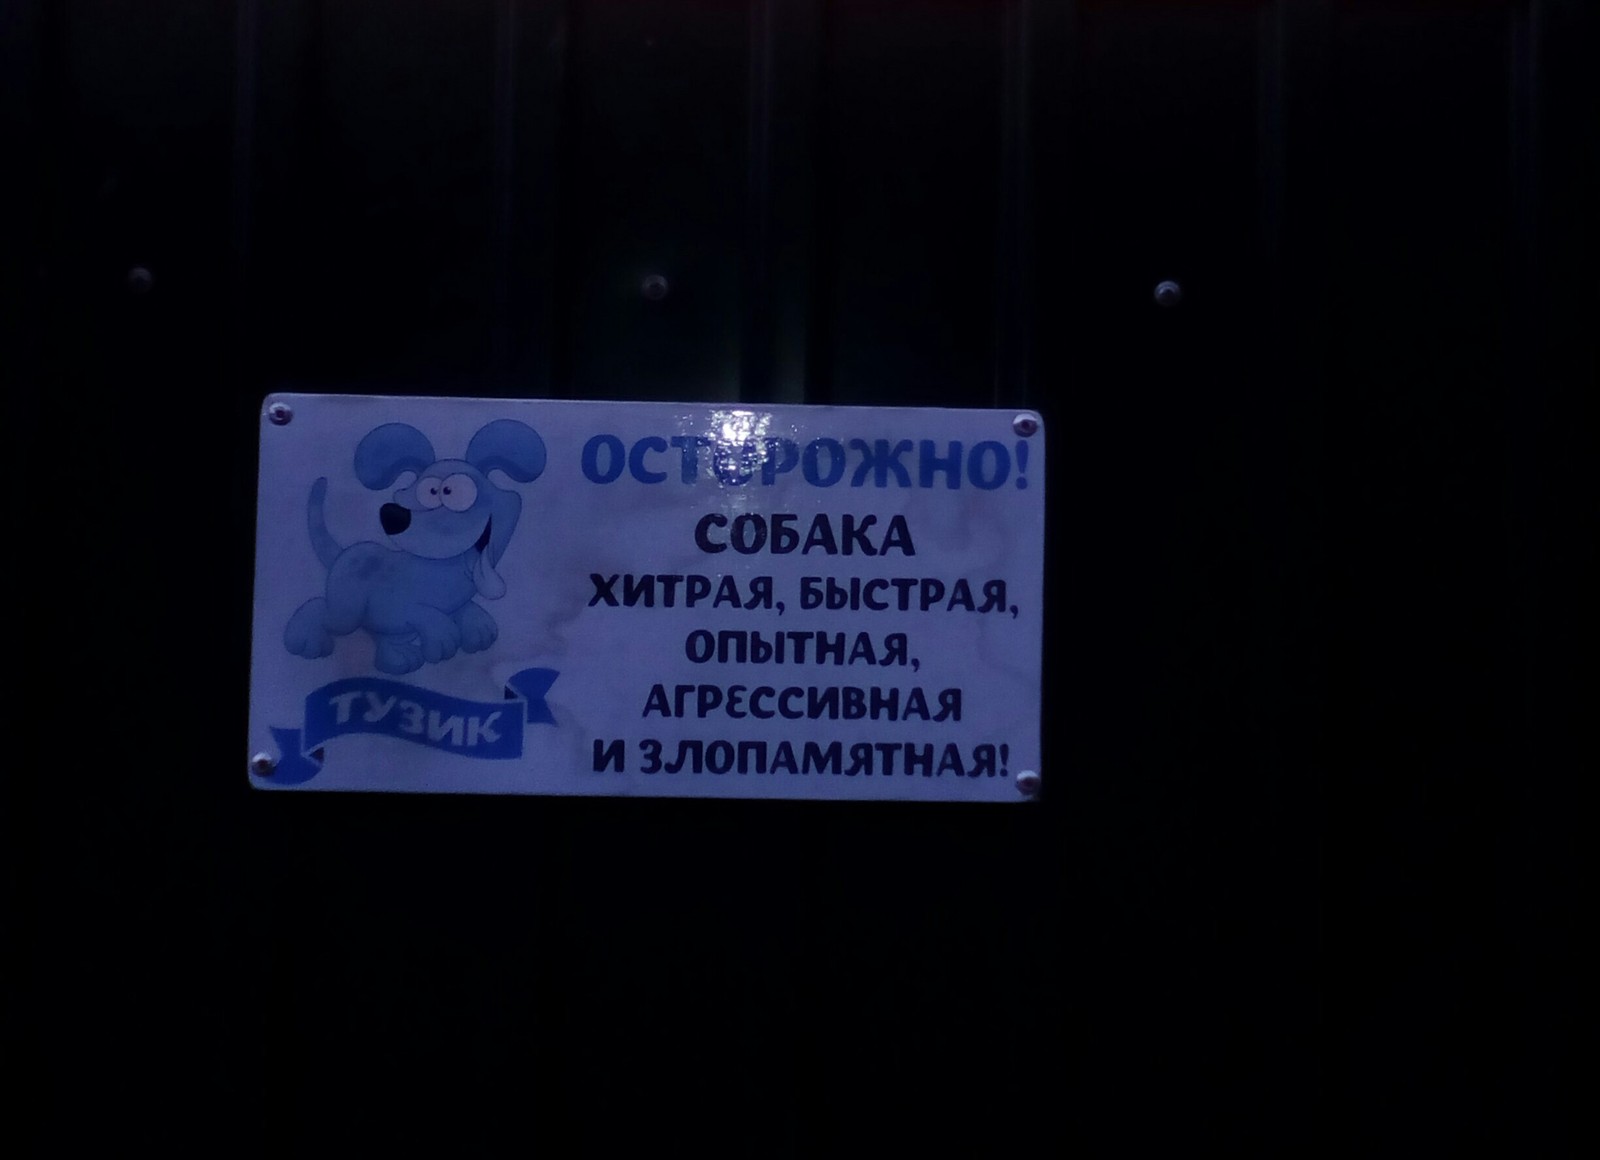 ОСТОРОЖНО!
СОБАКА
ХИТРАЯ, БЫСТРАЯ,
ОПЫТНАЯ,
АГРЕССИВНАЯ
И ЗЛОПАМЯТНАЯ!
ТУЗИК